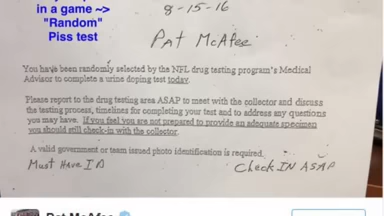 in a game ~>
"Random"
Piss test
8-15-16
Pat McAfee
You have been randomly selected by the NFL drug testing program's Medical
Advisor to complete a urine doping test today.
Please report to the drug testing area ASAP to meet with the collector and discuss
the testing process, timelines for completing your test and to address any questions
you may have. If you feel you are not prepared to provide an adequate specimen
you should still check-in with the collector.
A valid government or team issued photo identification is required.
Must Have ID
Check IN ASAP
Pat McAfee